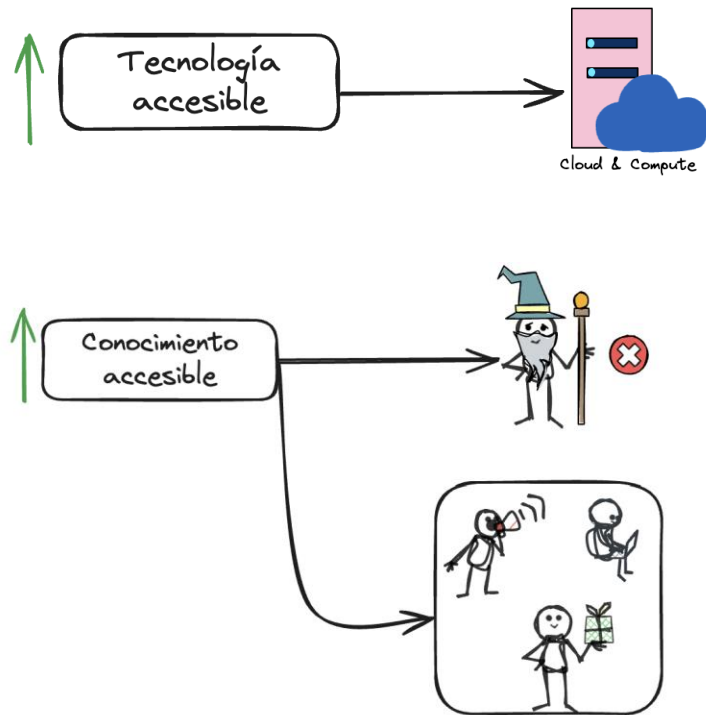 Tecnología
accesible
Cloud & Compute
Conocimiento
accesible